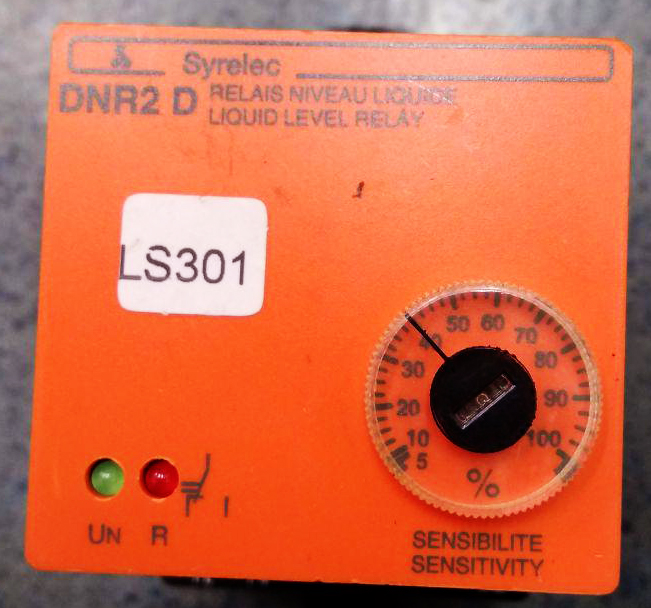 Syrelec
DNR2 D RELAIS NIVEAU LIQUIDE
LIQUID LEVEL RELAY
LS301
50 60
40 70
30 80
20 90
10 100
5
%
UN R
SENSIBILITE
SENSITIVITY